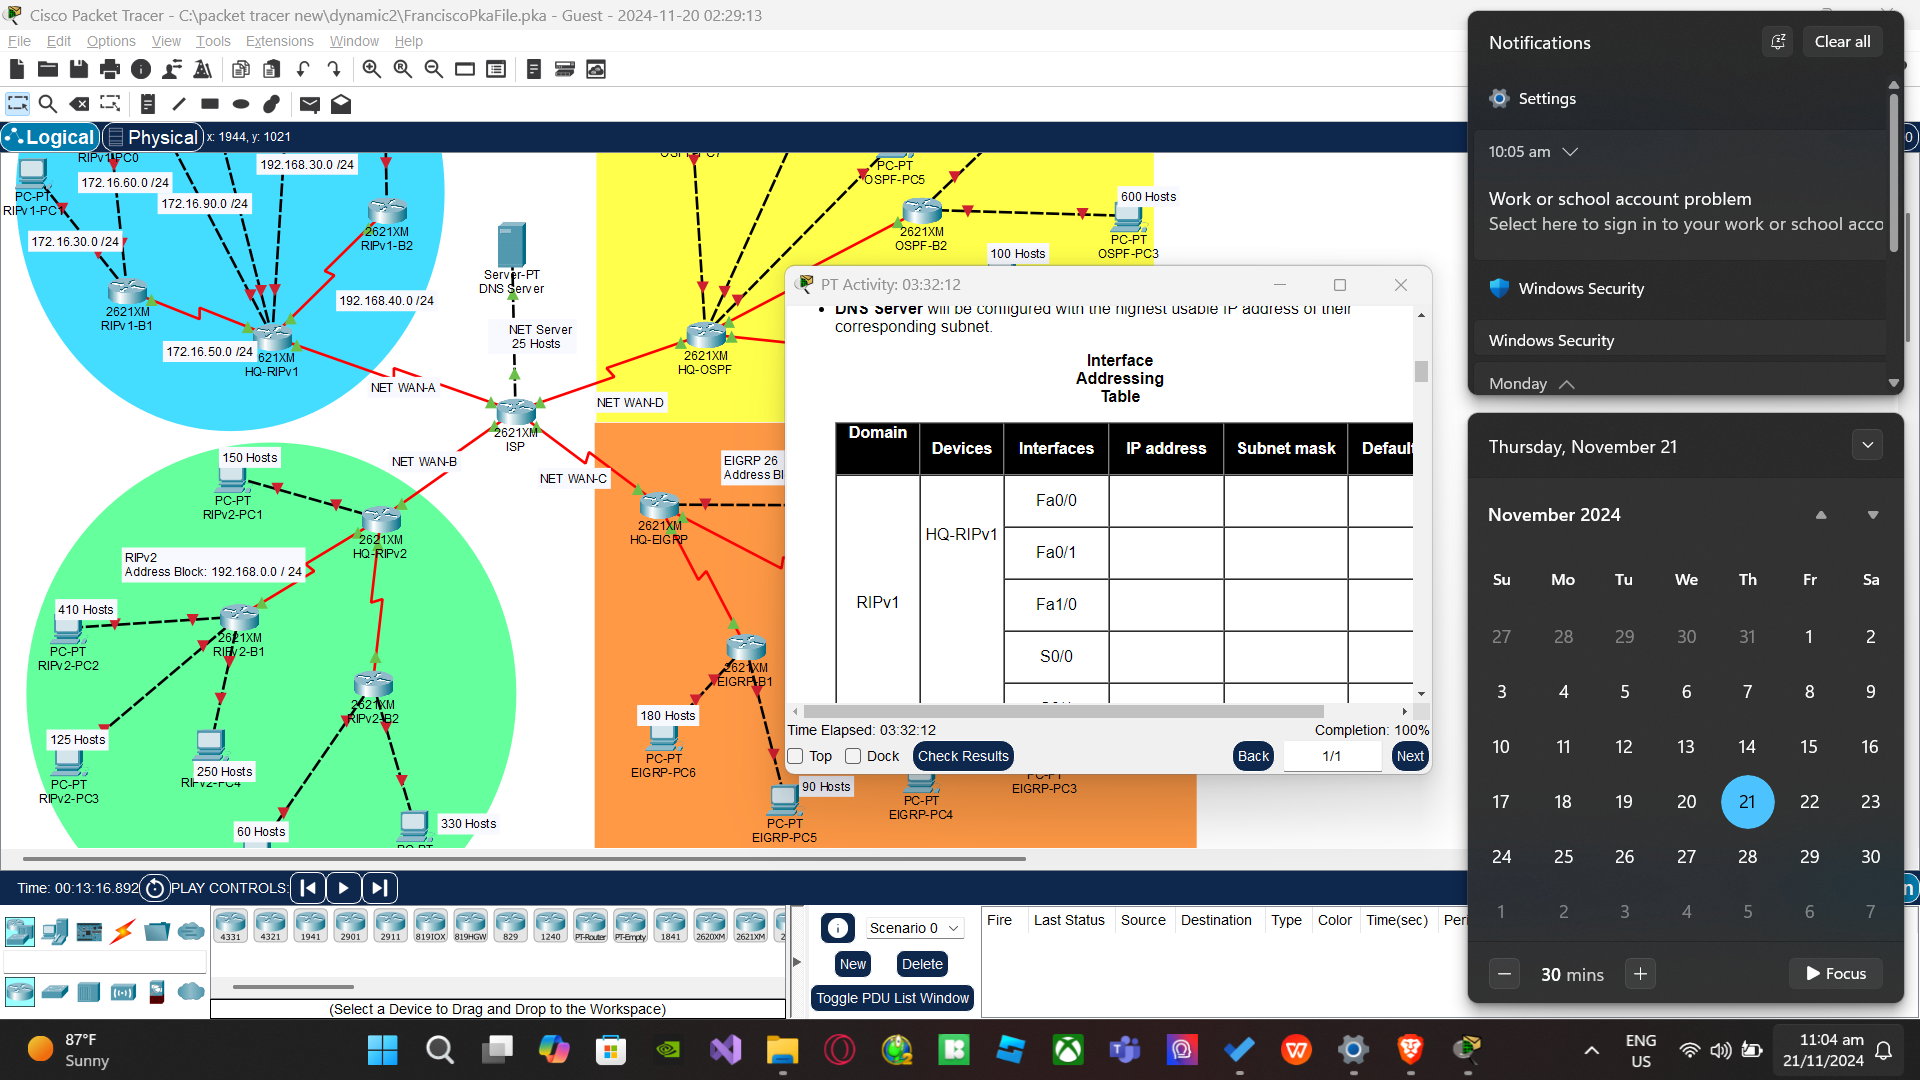 Cisco Packet Tracer - C:\packet tracer new\dynamic2\FranciscoPkaFile.pka - Guest - 2024-11-20 02:29:13
File Edit Options View Tools Extensions Window Help
Logical Physical x: 1944, y: 1021
RIPv1-PC0
172.16.60.0 /24
192.168.30.0 /24
PC-PT
RIPv1-PC1
172.16.90.0 /24
172.16.30.0 /24
2621XM
RIPv1-B2
192.168.40.0 /24
2621XM
RIPv1-B1
172.16.50.0 /24
621XM
HQ-RIPv1
Server-PT
DNS Server
NET Server
25 Hosts
NET WAN-A
2621XM
ISP
NET WAN-B
NET WAN-C
NET WAN-D
OSPF-PC7
PC-PT
OSPF-PC5
2621XM
OSPF-B2
600 Hosts
PC-PT
OSPF-PC3
100 Hosts
2621XM
HQ-OSPF
150 Hosts
PC-PT
RIPv2-PC1
2621XM
HQ-RIPv2
RIPv2
Address Block: 192.168.0.0 / 24
410 Hosts
PC-PT
RIPv2-PC2
2621XM
RIPv2-B1
2621XM
RIPv2-B2
125 Hosts
PC-PT
RIPv2-PC3
250 Hosts
RIPv2-PC4
60 Hosts
330 Hosts
PC-PT
EIGRP 26
Address Bl
2621XM
HQ-EIGRP
2621XM
EIGRP-B1
180 Hosts
PC-PT
EIGRP-PC6
90 Hosts
PC-PT
EIGRP-PC5
PC-PT
EIGRP-PC4
PC-PT
EIGRP-PC3
PT Activity: 03:32:12
DNS Server will be configured with the highest usable IP address of their
corresponding subnet.
Interface
Addressing
Table
Domain Devices Interfaces IP address Subnet mask Default
RIPv1 HQ-RIPv1
Fa0/0
Fa0/1
Fa1/0
S0/0
Time Elapsed: 03:32:12 Completion: 100%
Top Dock Check Results Back 1/1 Next
Time: 00:13:16.892 PLAY CONTROLS:
4331 4321 1941 2901 2911 819IOX 819HGW 829 1240 PT-Router PT-Empty 1841 2620XM 2621XM 2
(Select a Device to Drag and Drop to the Workspace)
Scenario 0
New Delete
Toggle PDU List Window
Fire Last Status Source Destination Type Color Time(sec) Peri
Notifications Clear all
Settings
10:05 am
Work or school account problem
Select here to sign in to your work or school acco
Windows Security
Windows Security
Monday
Thursday, November 21
November 2024
Su Mo Tu We Th Fr Sa
27 28 29 30 31 1 2
3 4 5 6 7 8 9
10 11 12 13 14 15 16
17 18 19 20 21 22 23
24 25 26 27 28 29 30
1 2 3 4 5 6 7
30 mins Focus
87°F
Sunny
ENG
US
11:04 am
21/11/2024